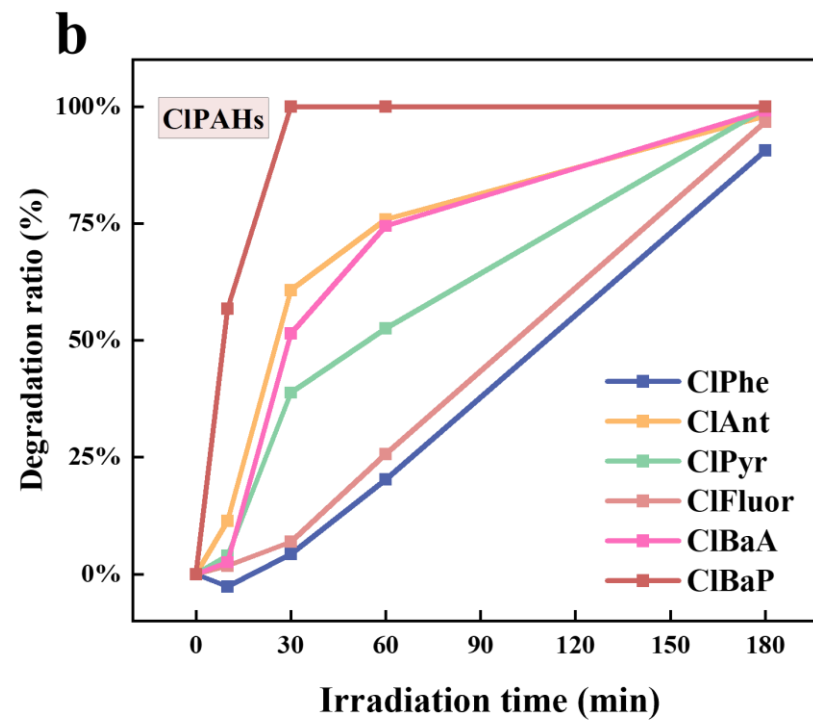 b
ClPAHs
Degradation ratio (%)
100%
75%
50%
25%
0%
ClPhe
ClAnt
ClPyr
ClFluor
ClBaA
ClBaP
0 30 60 90 120 150 180
Irradiation time (min)